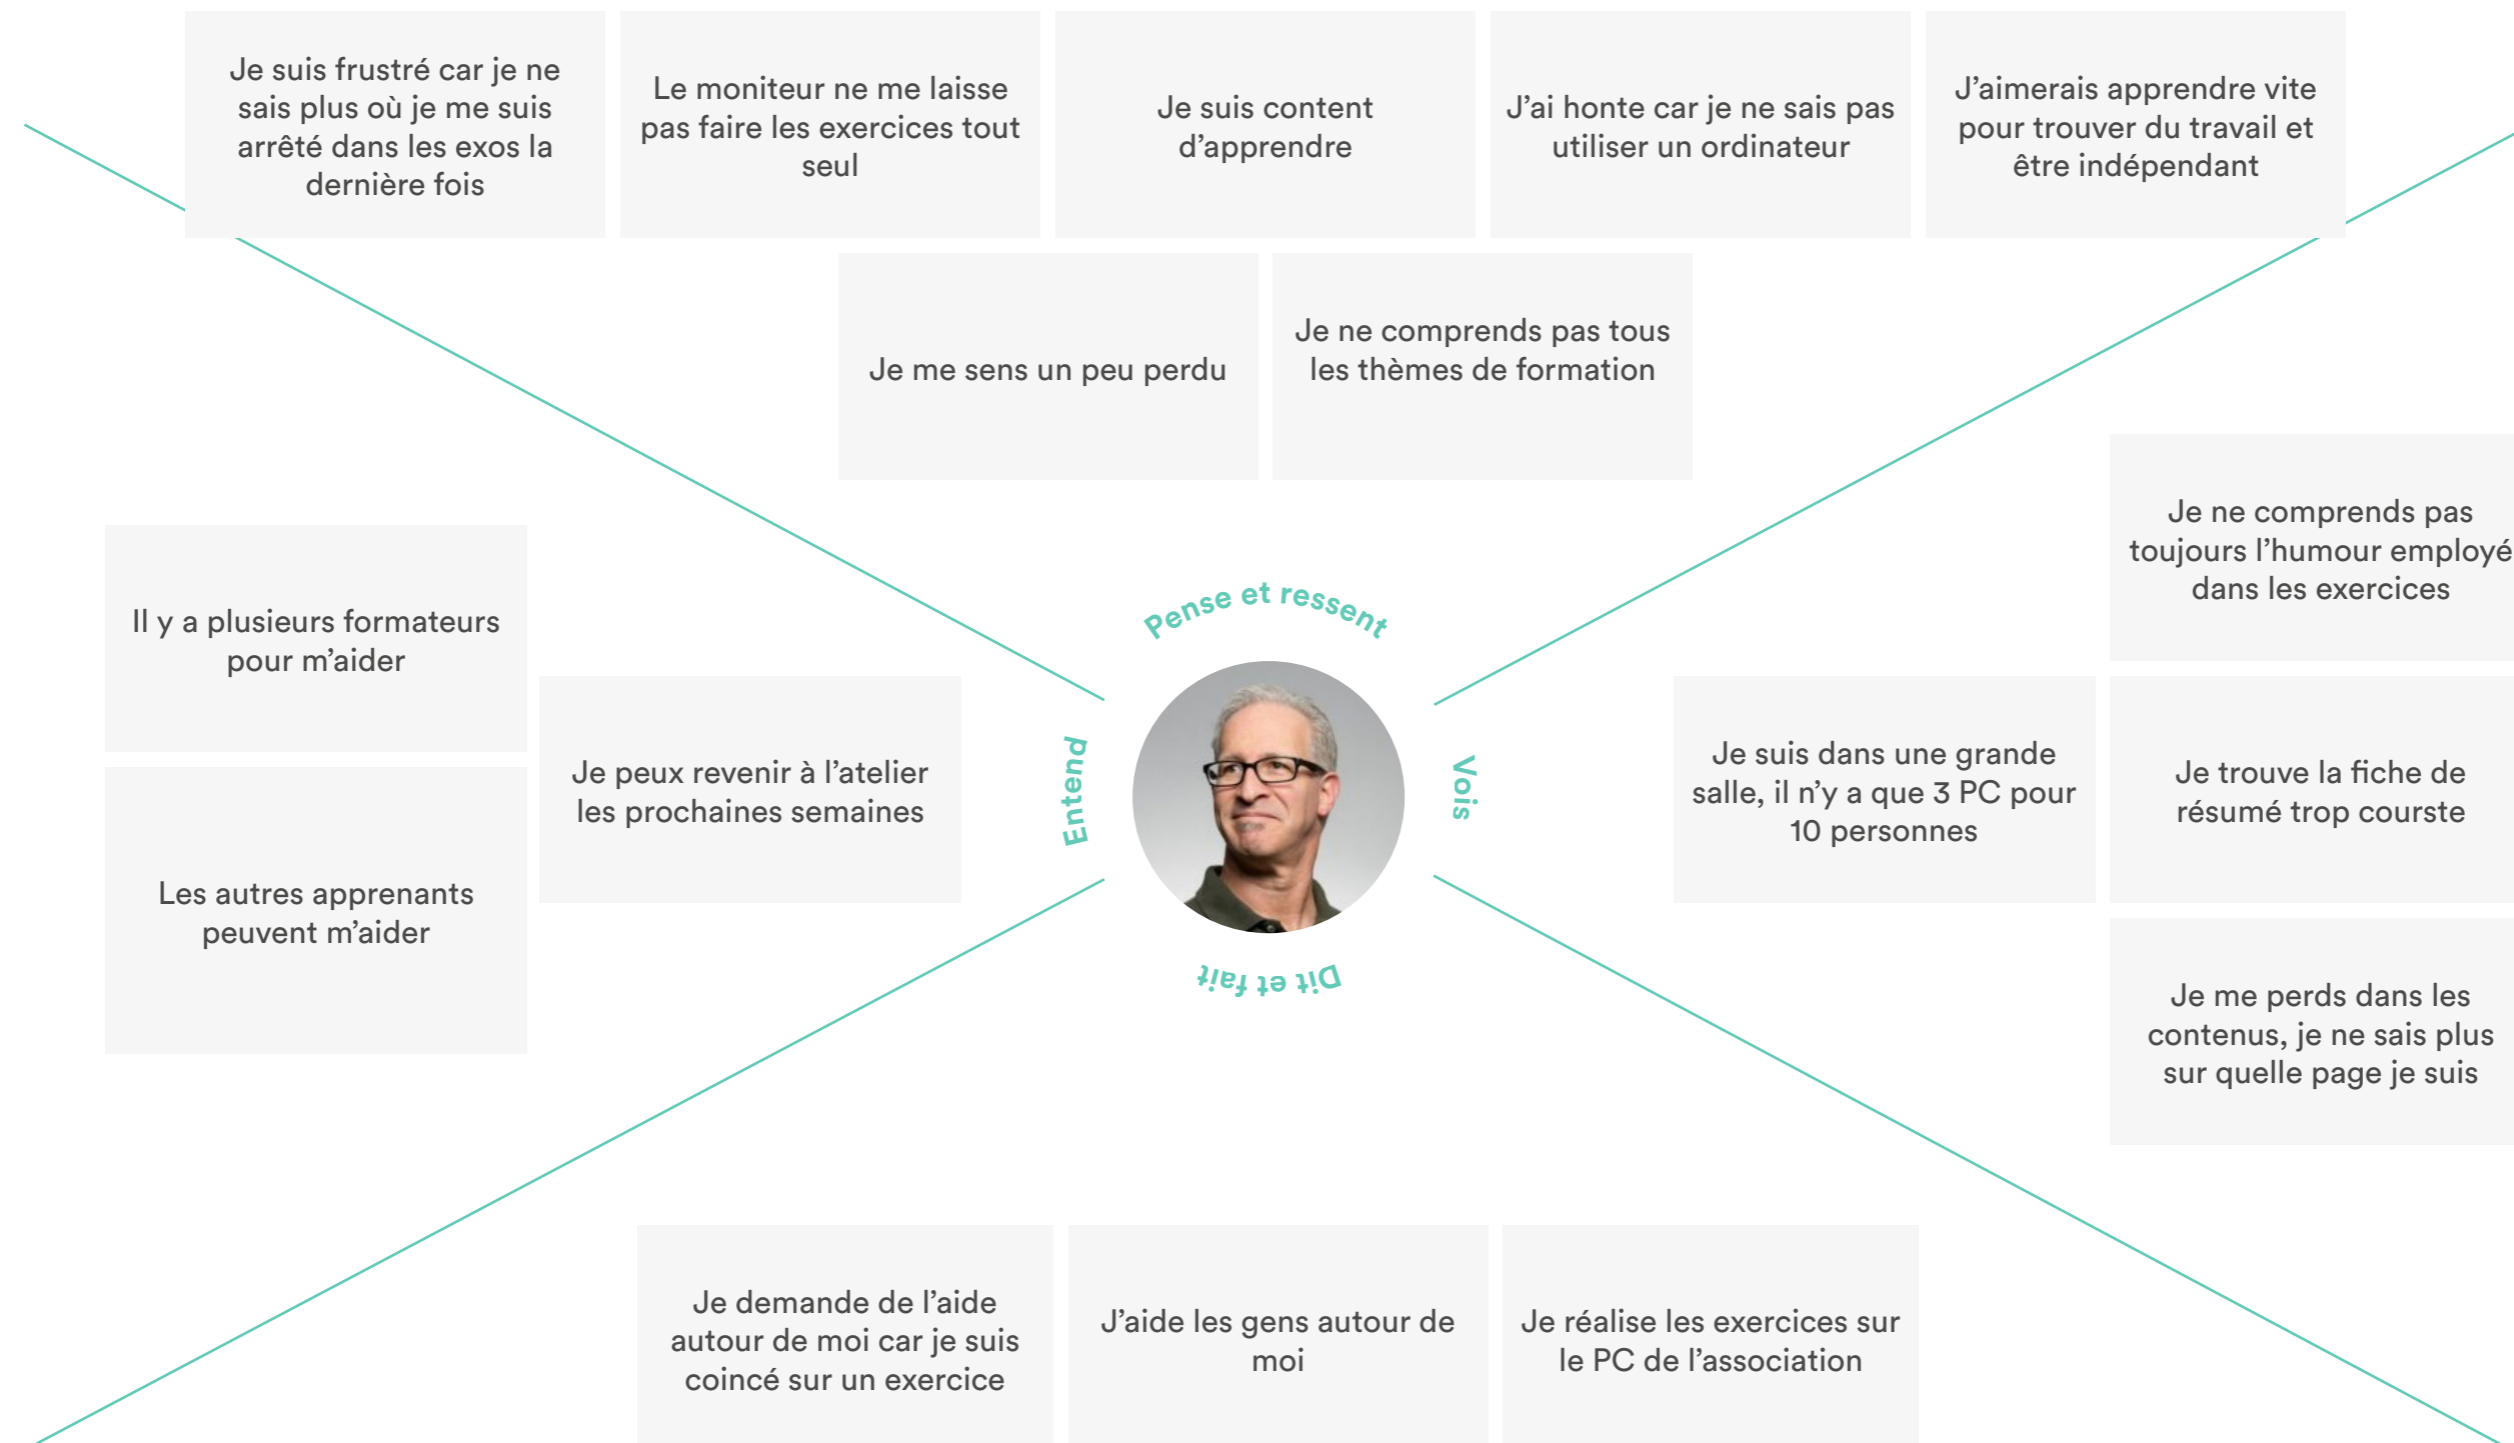 Je suis frustré car je ne
sais plus où je me suis
arrêté dans les exos la
dernière fois
Le moniteur ne me laisse
pas faire les exercices tout
seul
Je suis content
d’apprendre
J’ai honte car je ne sais pas
utiliser un ordinateur
J’aimerais apprendre vite
pour trouver du travail et
être indépendant
Je me sens un peu perdu
Je ne comprends pas tous
les thèmes de formation
Il y a plusieurs formateurs
pour m’aider
Je peux revenir à l’atelier
les prochaines semaines
Les autres apprenants
peuvent m’aider
Pense et ressent
Entend
Vois
Dit et fait
Je ne comprends pas
toujours l’humour employé
dans les exercices
Je suis dans une grande
salle, il n’y a que 3 PC pour
10 personnes
Je trouve la fiche de
résumé trop courste
Je me perds dans les
contenus, je ne sais plus
sur quelle page je suis
Je demande de l’aide
autour de moi car je suis
coincé sur un exercice
J’aide les gens autour de
moi
Je réalise les exercices sur
le PC de l’association